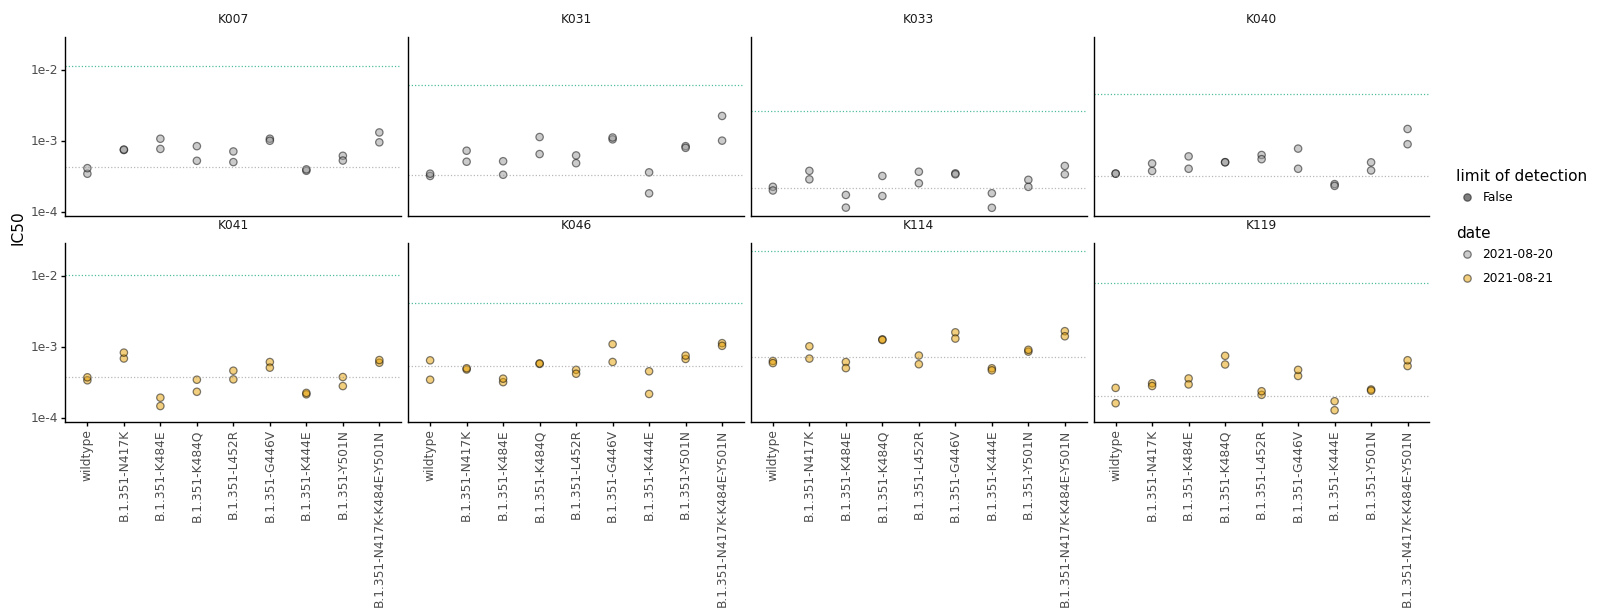 K007
K031
K033
K040
1e-2
1e-3
1e-4
K041
K046
K114
K119
1e-2
1e-3
1e-4
IC50
wildtype
B.1.351-N417K
B.1.351-K484E
B.1.351-K484Q
B.1.351-L452R
B.1.351-G446V
B.1.351-K444E
B.1.351-Y501N
B.1.351-N417K-K484E-Y501N
wildtype
B.1.351-N417K
B.1.351-K484E
B.1.351-K484Q
B.1.351-L452R
B.1.351-G446V
B.1.351-K444E
B.1.351-Y501N
B.1.351-N417K-K484E-Y501N
wildtype
B.1.351-N417K
B.1.351-K484E
B.1.351-K484Q
B.1.351-L452R
B.1.351-G446V
B.1.351-K444E
B.1.351-Y501N
B.1.351-N417K-K484E-Y501N
wildtype
B.1.351-N417K
B.1.351-K484E
B.1.351-K484Q
B.1.351-L452R
B.1.351-G446V
B.1.351-K444E
B.1.351-Y501N
B.1.351-N417K-K484E-Y501N
limit of detection
False
date
2021-08-20
2021-08-21